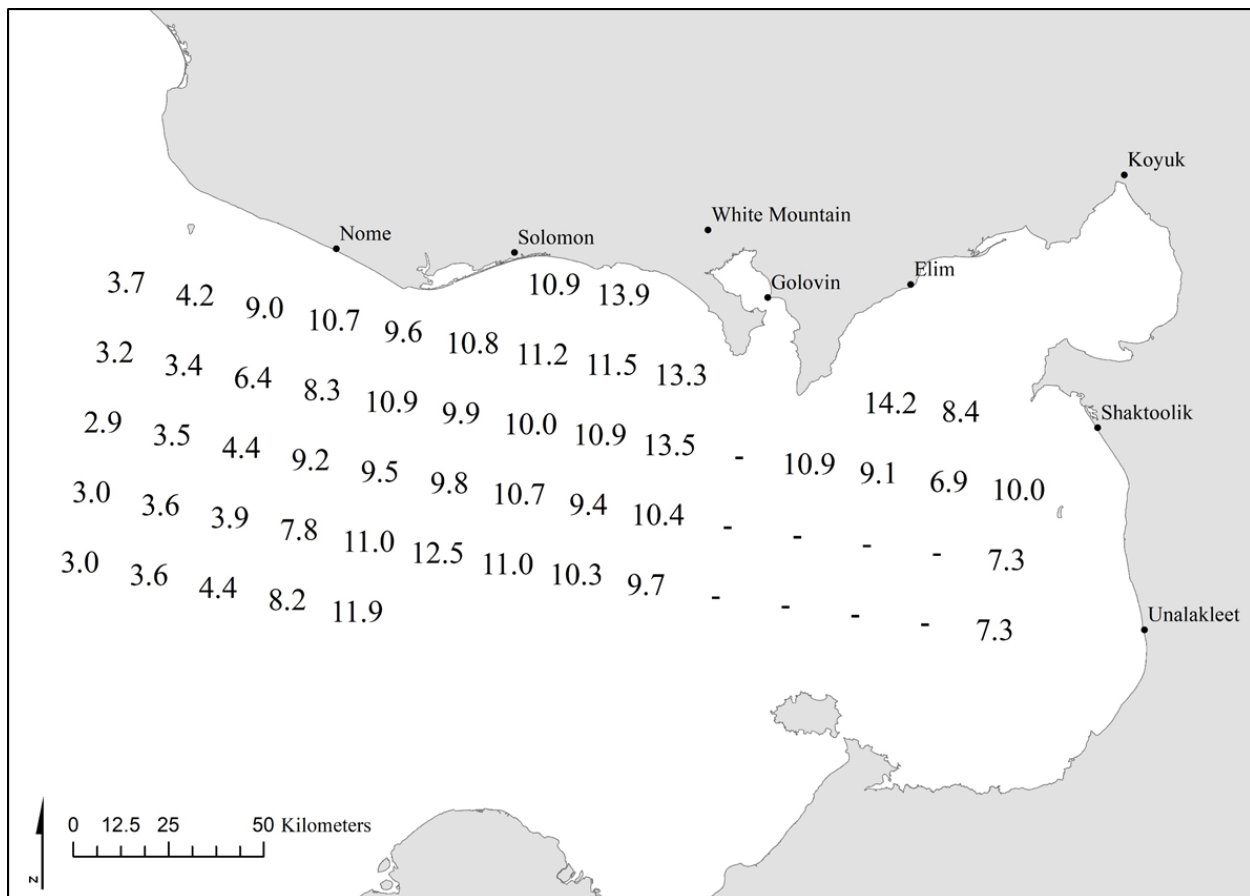 Koyuk
White Mountain
Nome
Solomon
Elim
Golovin
3.7 4.2 9.0 10.7 9.6 10.8 11.2 11.5 13.3
10.9 13.9
3.2 3.4 6.4 8.3 10.9 9.9 10.0 10.9 13.5 - 10.9 9.1 6.9 10.0
14.2 8.4
Shaktoolik
2.9 3.5 4.4 9.2 9.5 9.8 10.7 9.4 10.4 - - - - 7.3
3.0 3.6 3.9 7.8 11.0 12.5 11.0 10.3 9.7 - - - - 7.3
3.0 3.6 4.4 8.2 11.9
Unalakleet
0 12.5 25 50 Kilometers
N